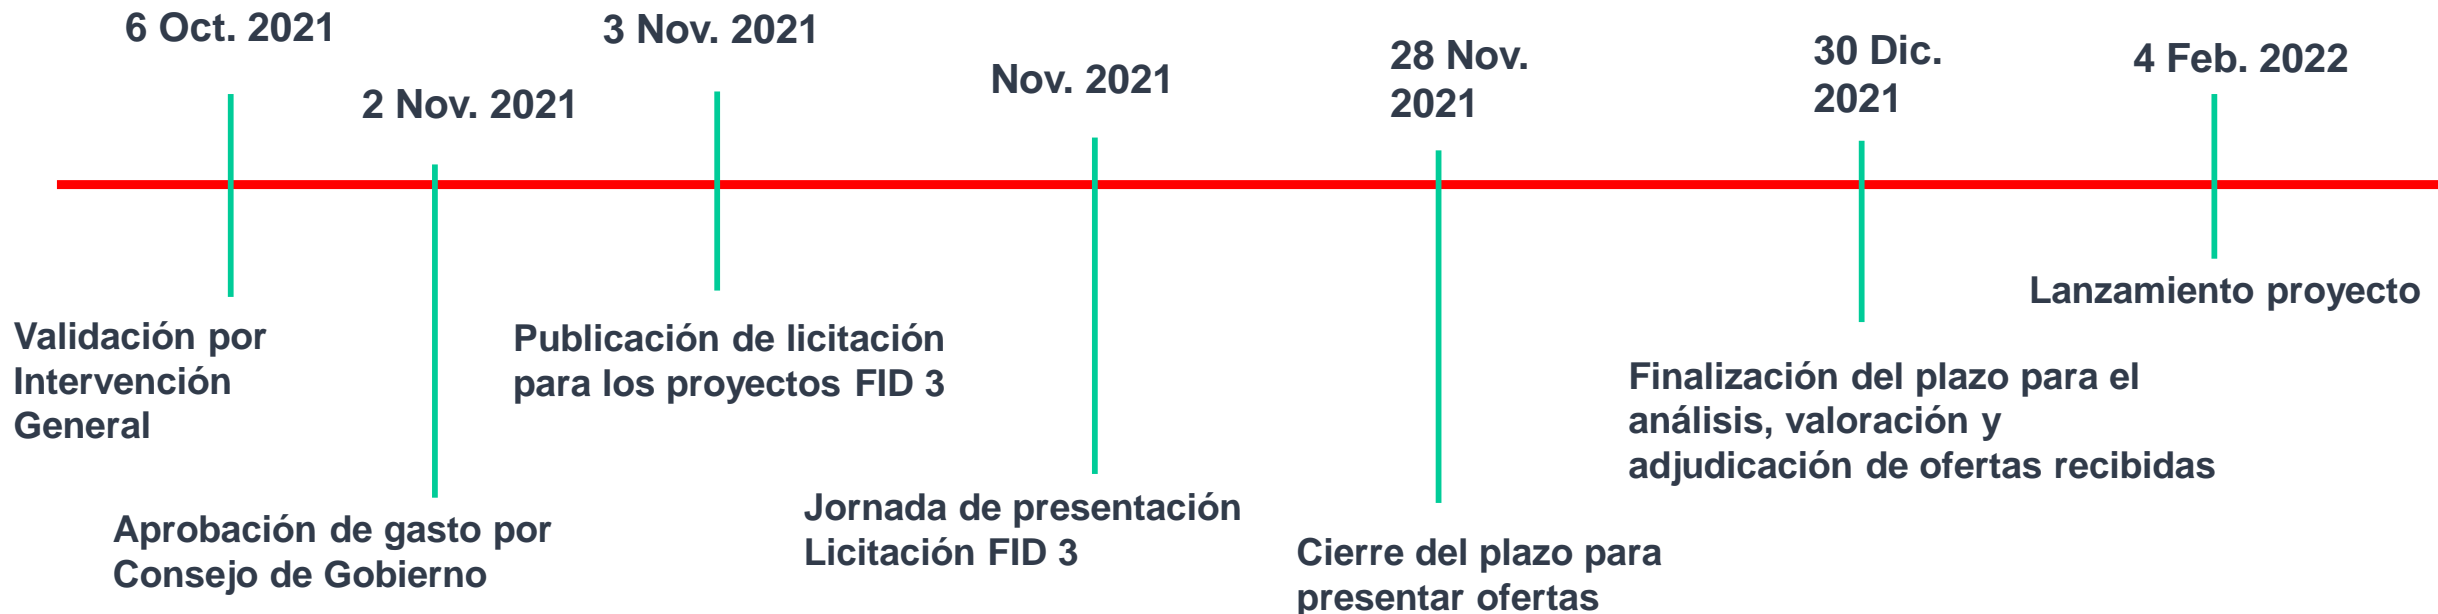 6 Oct. 2021
Validación por
Intervención
General
2 Nov. 2021
Aprobación de gasto por
Consejo de Gobierno
3 Nov. 2021
Publicación de licitación
para los proyectos FID 3
Nov. 2021
Jornada de presentación
Licitación FID 3
28 Nov.
2021
Cierre del plazo para
presentar ofertas
30 Dic.
2021
Finalización del plazo para el
análisis, valoración y
adjudicación de ofertas recibidas
4 Feb. 2022
Lanzamiento proyecto